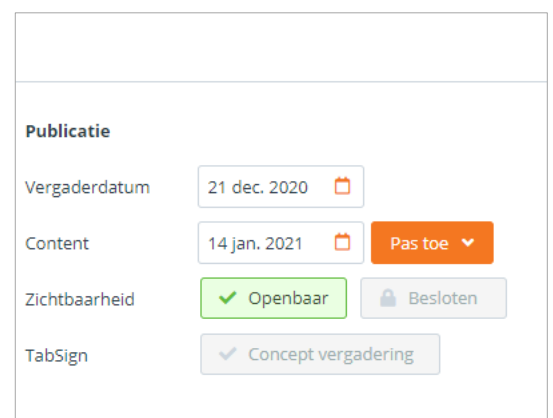 Publicatie
Vergaderdatum 21 dec. 2020
Content 14 jan. 2021 Pas toe
Zichtbaarheid Openbaar Besloten
TabSign Concept vergadering